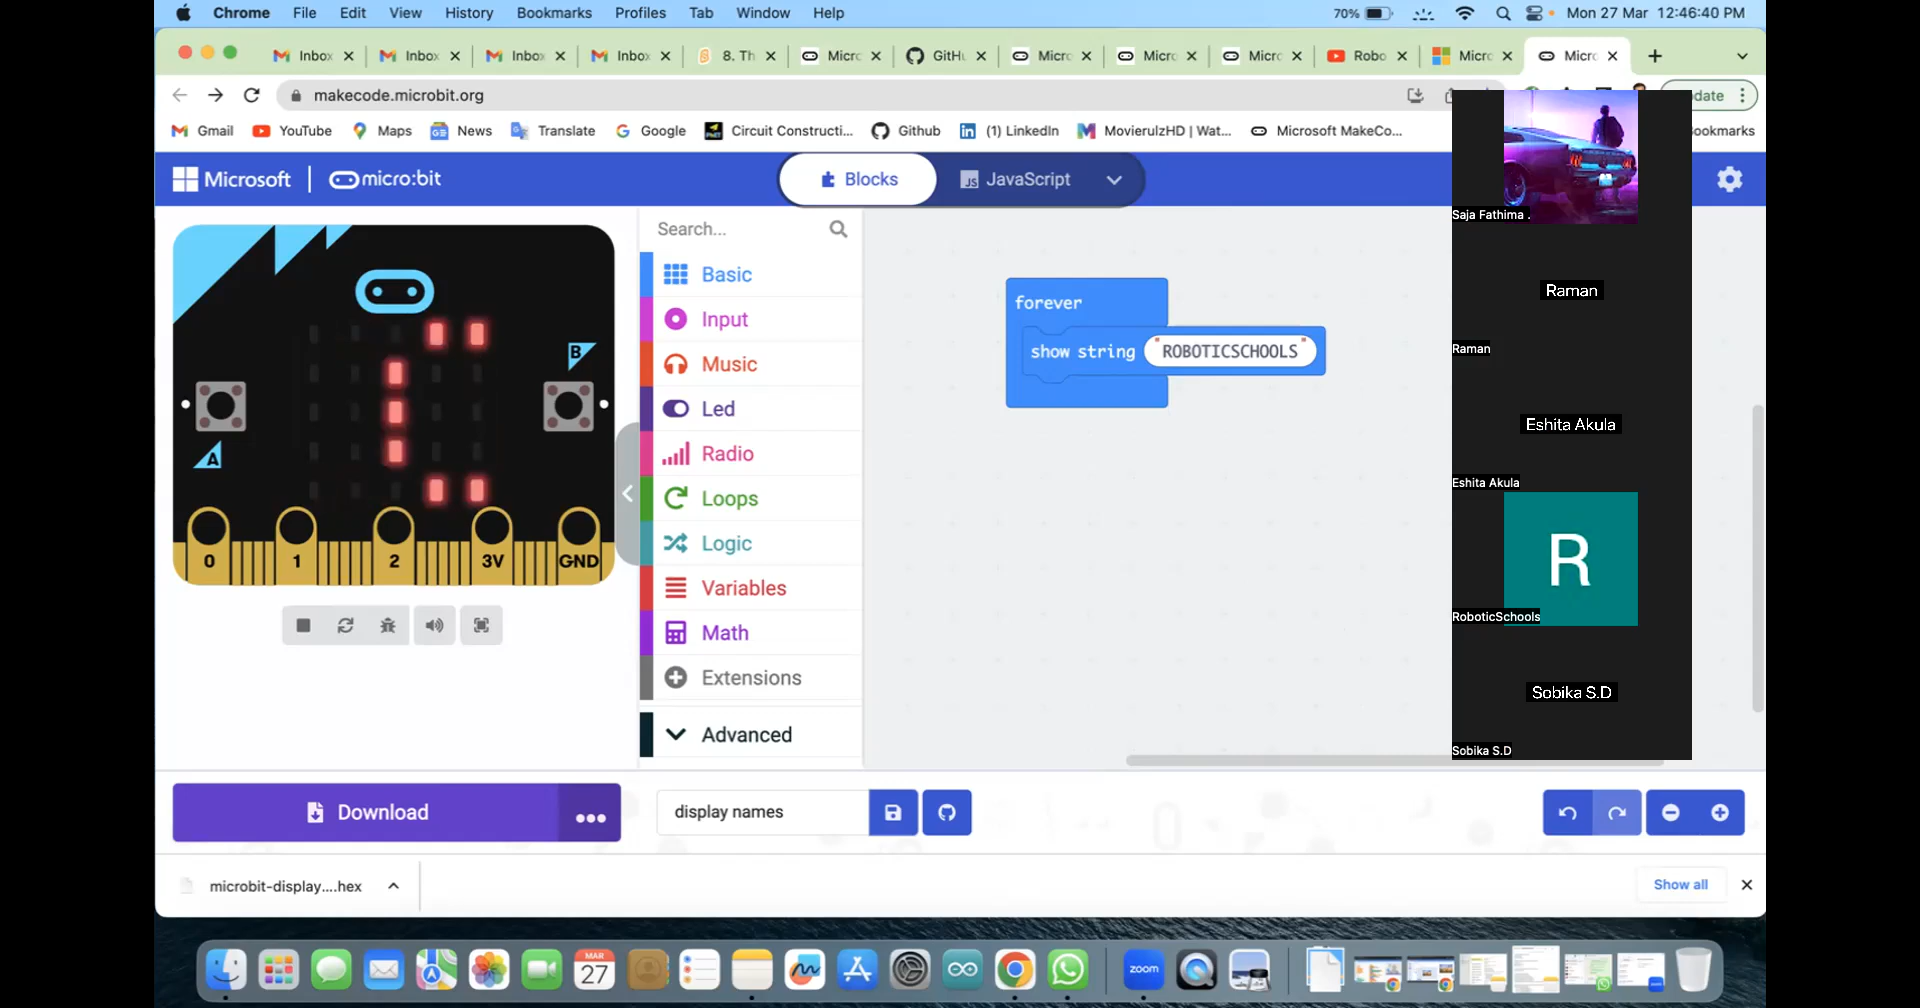 Chrome File Edit View History Bookmarks Profiles Tab Window Help 70% Mon 27 Mar 12:46:40 PM
Inbox Inbox Inbox Inbox 8. Th Micro GitHu Micro Micro Micro Robo Micro Micro
makecode.microbit.org date
Gmail YouTube Maps News Translate Google Circuit Constructi... Github (1) LinkedIn MovierulzHD | Wat... Microsoft MakeCo... ookmarks
Microsoft micro:bit Blocks JavaScript
Search...
Basic
Input
Music
Led
Radio
Loops
Logic
Variables
Math
Extensions
Advanced
A
B
0 1 2 3V GND
forever
show string "ROBOTICSCHOOLS"
Saja Fathima .
Raman
Raman
Eshita Akula
Eshita Akula
R
RoboticSchools
Sobika S.D
Sobika S.D
Download ... display names
microbit-display....hex Show all
MAR
27
zoom